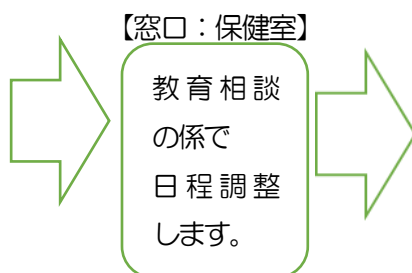 【窓口：保健室】
教育相談
の係で
日程調整
します。